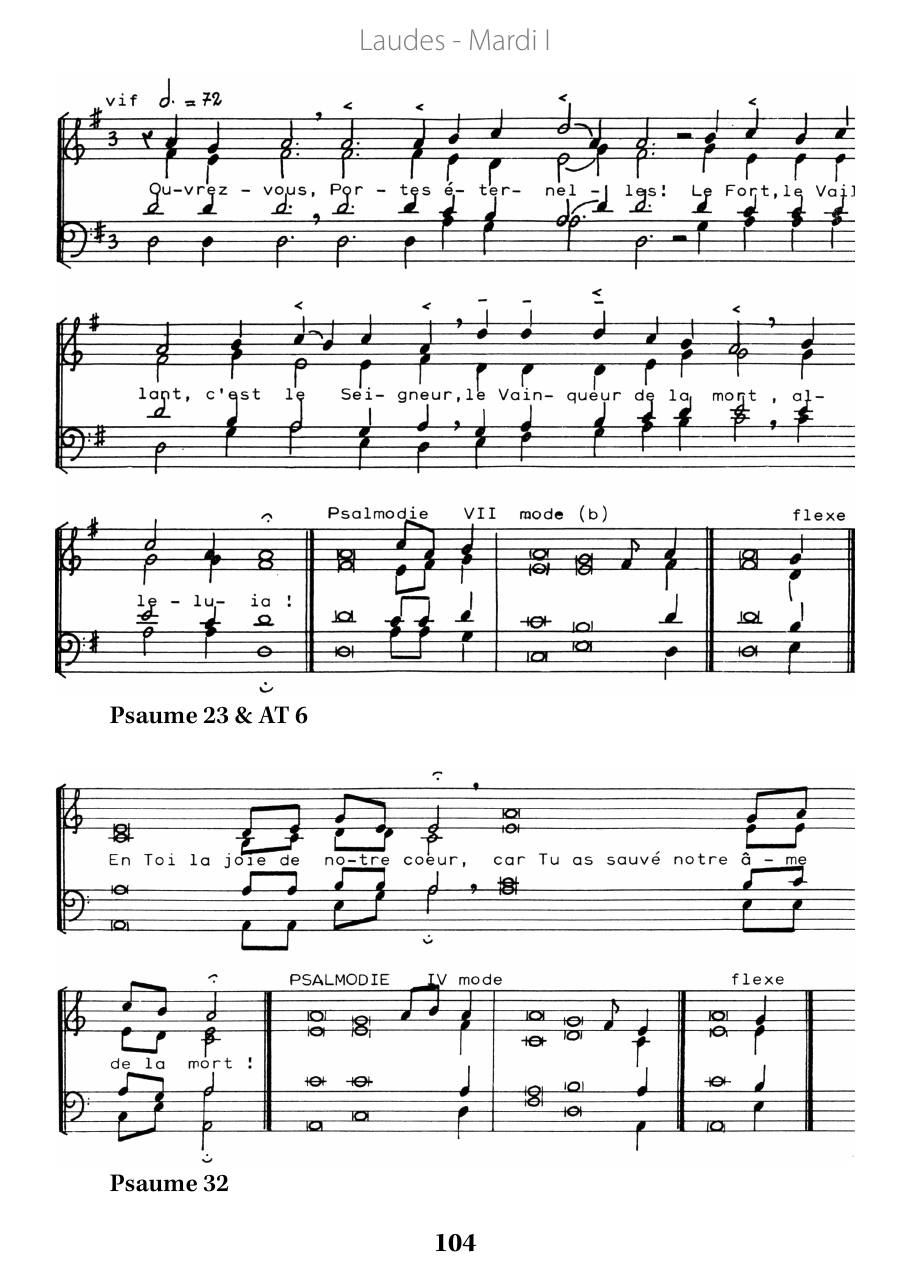 Laudes - Mardi I
vif 𝅗𝅥. = 72
Ou-vrez - vous, Por - tes é- ter- nel - les! Le Fort, le Vail
lant, c'est le Sei- gneur, le Vain- queur de la mort , al-
Psalmodie VII mode (b) flexe
le - lu- ia !
Psaume 23 & AT 6
En Toi la joie de no-tre coeur, car Tu as sauvé notre â - me
PSALMODIE IV mode flexe
de la mort !
Psaume 32
104